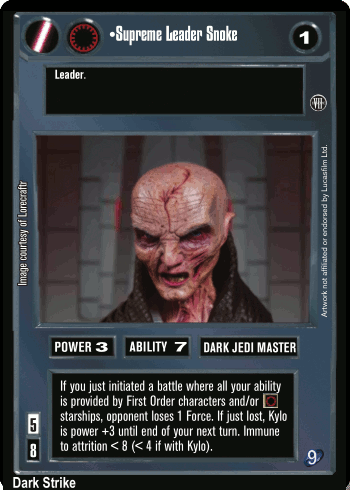 •Supreme Leader Snoke
1
Leader.
VII
Image courtesy of Lorecraftr
Artwork not affiliated or endorsed by Lucasfilm Ltd.
POWER 3
ABILITY 7
DARK JEDI MASTER
If you just initiated a battle where all your ability
is provided by First Order characters and/or
starships, opponent loses 1 Force. If just lost, Kylo
is power +3 until end of your next turn. Immune
to attrition < 8 (< 4 if with Kylo).
5
8
9
Dark Strike